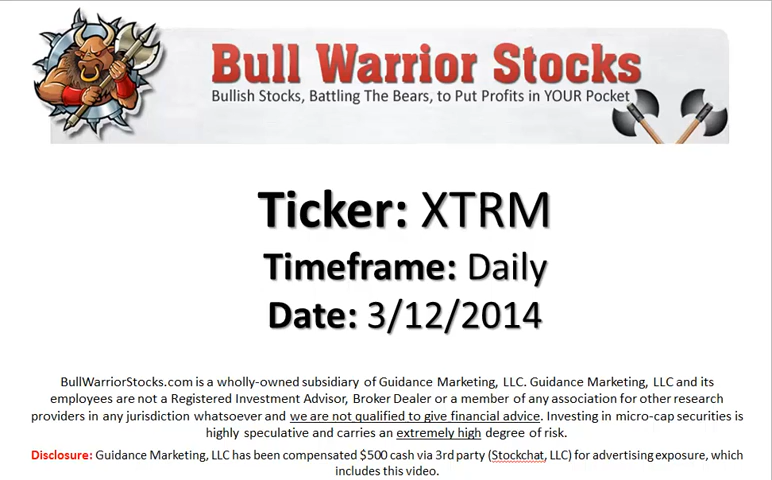 Bull Warrior Stocks
Bullish Stocks, Battling The Bears, to Put Profits in YOUR Pocket
Ticker: XTRM
Timeframe: Daily
Date: 3/12/2014
BullWarriorStocks.com is a wholly-owned subsidiary of Guidance Marketing, LLC. Guidance Marketing, LLC and its
employees are not a Registered Investment Advisor, Broker Dealer or a member of any association for other research
providers in any jurisdiction whatsoever and we are not qualified to give financial advice. Investing in micro-cap securities is
highly speculative and carries an extremely high degree of risk.
Disclosure: Guidance Marketing, LLC has been compensated $500 cash via 3rd party (Stockchat, LLC) for advertising exposure, which
includes this video.